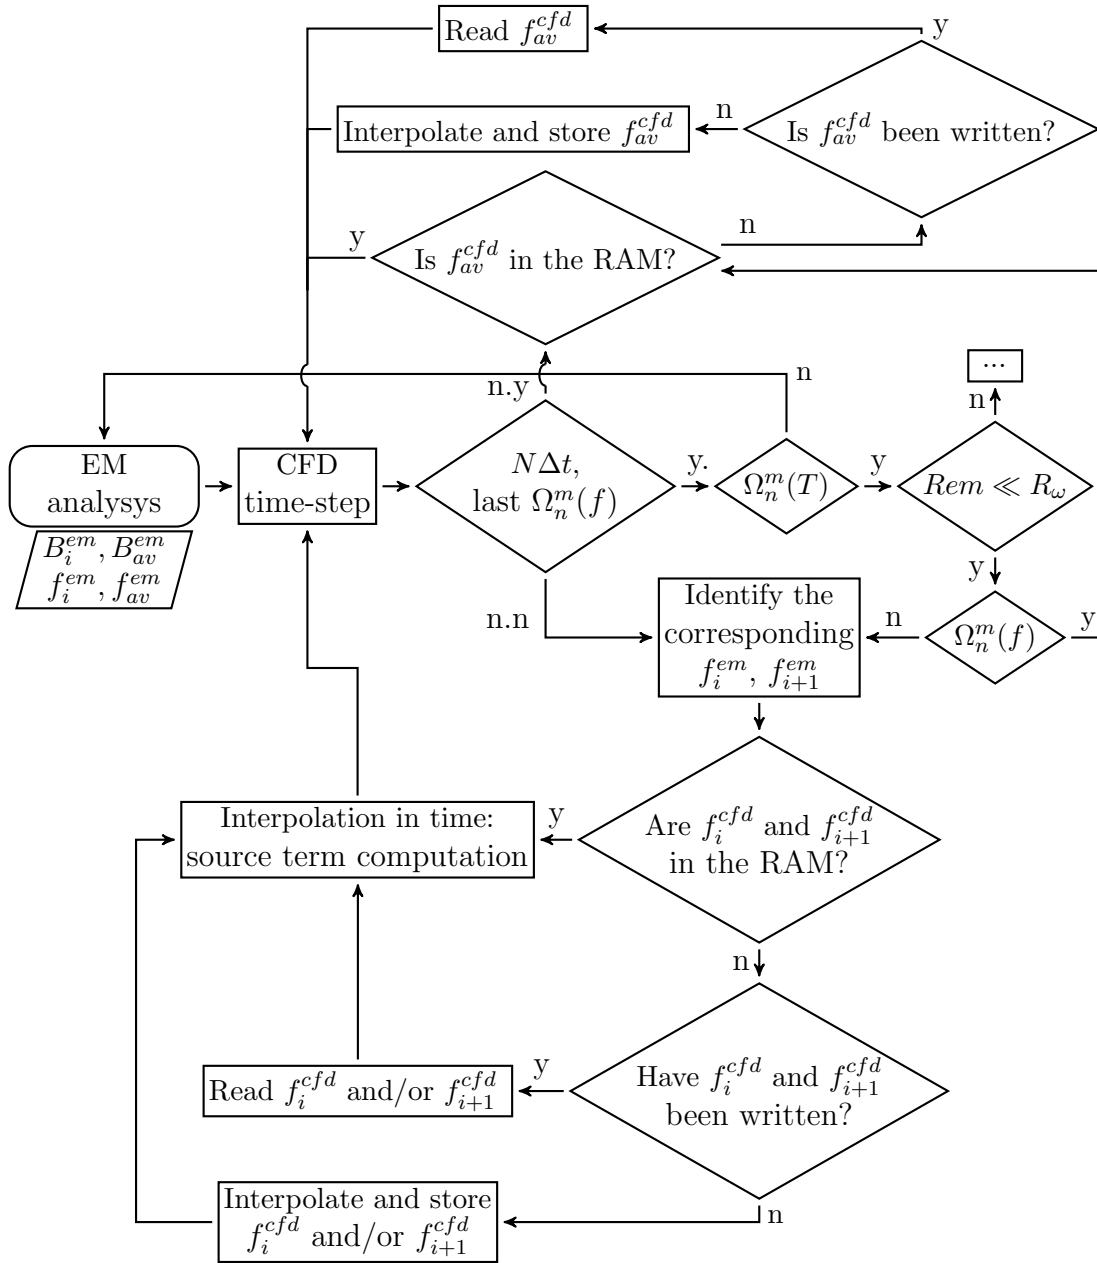 Read $f_{av}^{cfd}$
y
Interpolate and store $f_{av}^{cfd}$
n
Is $f_{av}^{cfd}$ been written?
y
Is $f_{av}^{cfd}$ in the RAM?
n
...
n.y
n
n
EM
analysys
CFD
time-step
$N\Delta t$,
last $\Omega_n^m(f)$
y.
$\Omega_n^m(T)$
y
$Rem \ll R_\omega$
$B_i^{em}, B_{av}^{em}$
$f_i^{em}, f_{av}^{em}$
y
n.n
Identify the
corresponding
$f_i^{em}$, $f_{i+1}^{em}$
n
$\Omega_n^m(f)$
y
Interpolation in time:
source term computation
y
Are $f_i^{cfd}$ and $f_{i+1}^{cfd}$
in the RAM?
n
Read $f_i^{cfd}$ and/or $f_{i+1}^{cfd}$
y
Have $f_i^{cfd}$ and $f_{i+1}^{cfd}$
been written?
Interpolate and store
$f_i^{cfd}$ and/or $f_{i+1}^{cfd}$
n